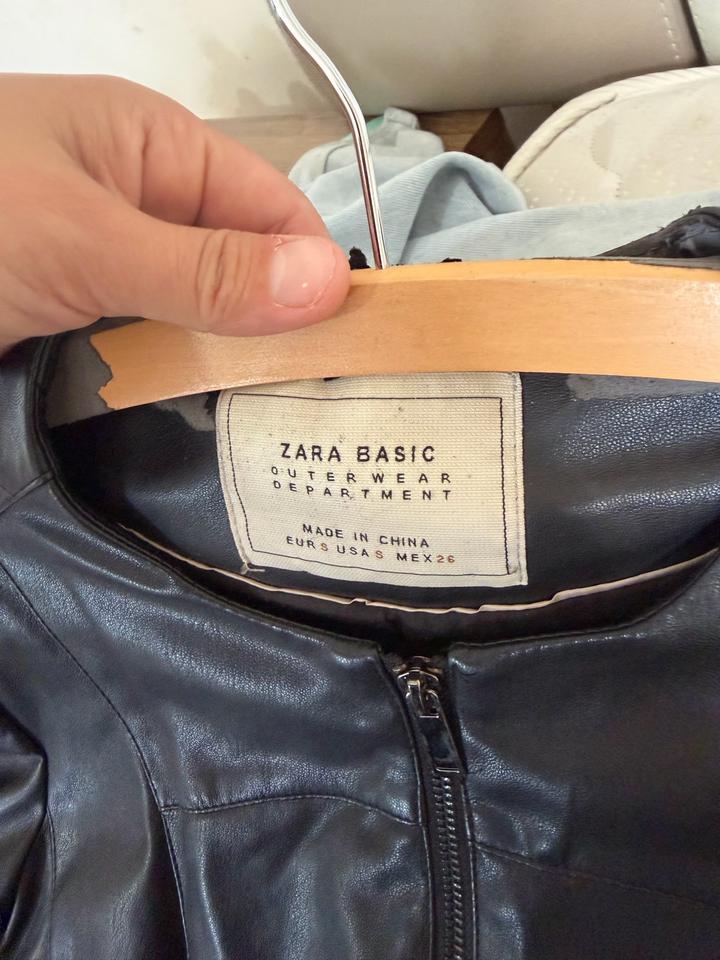 ZARA BASIC
OUTERWEAR
DEPARTMENT
MADE IN CHINA
EUR S USA S MEX 26